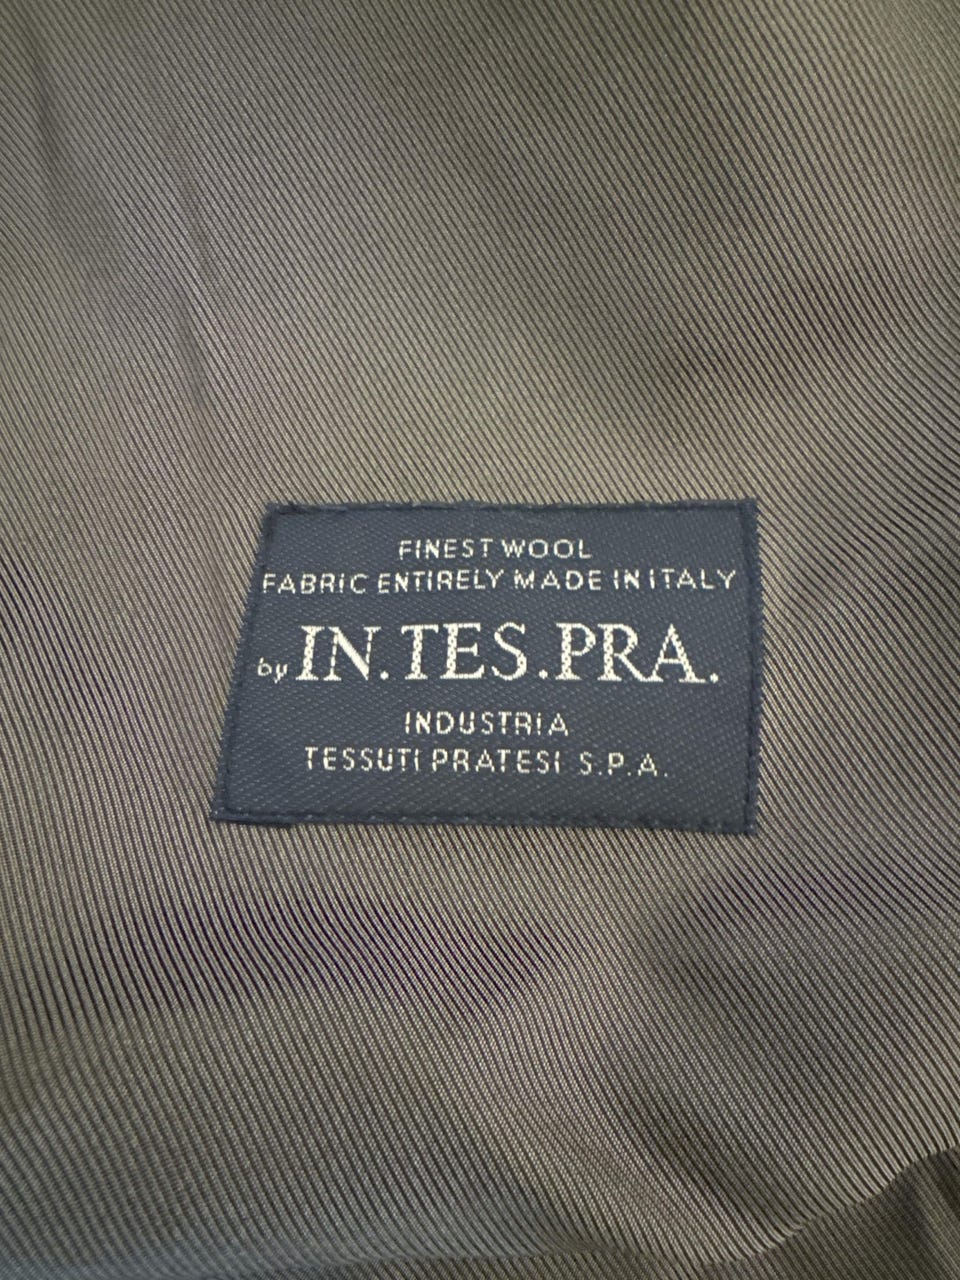 FINEST WOOL
FABRIC ENTIRELY MADE IN ITALY
by IN.TES.PRA.
INDUSTRIA
TESSUTI PRATESI S.P.A.